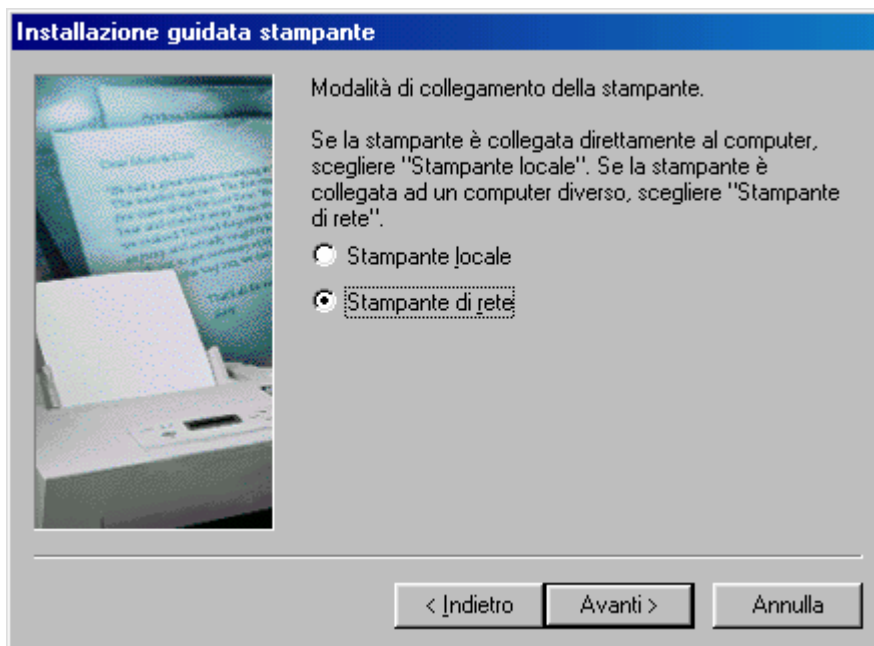 Installazione guidata stampante
Modalità di collegamento della stampante.
Se la stampante è collegata direttamente al computer,
scegliere "Stampante locale". Se la stampante è
collegata ad un computer diverso, scegliere "Stampante
di rete".
Stampante locale
Stampante di rete
< Indietro
Avanti >
Annulla